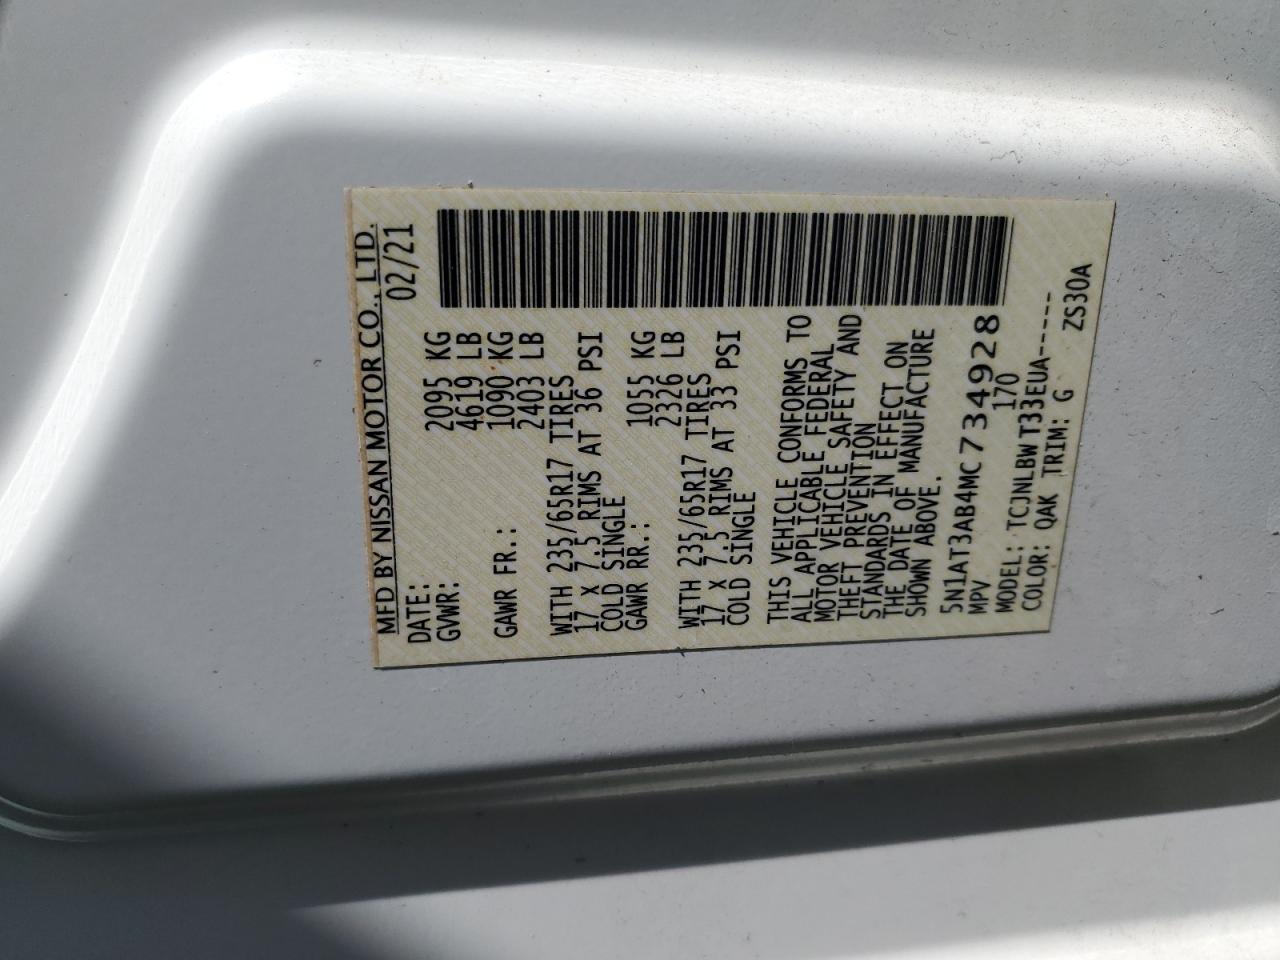 MFD BY NISSAN MOTOR CO., LTD.
DATE: 02/21
GVWR: 2095 KG
4619 LB
GAWR FR.: 1090 KG
2403 LB
WITH 235/65R17 TIRES
17 X 7.5 RIMS AT 36 PSI
COLD SINGLE
GAWR RR.: 1055 KG
2326 LB
WITH 235/65R17 TIRES
17 X 7.5 RIMS AT 33 PSI
COLD SINGLE
THIS VEHICLE CONFORMS TO
ALL APPLICABLE FEDERAL
MOTOR VEHICLE SAFETY AND
THEFT PREVENTION
STANDARDS IN EFFECT ON
THE DATE OF MANUFACTURE
SHOWN ABOVE.
5N1AT3AB4MC734928
MPV 170
MODEL: TCJNLBWT33EUA-----
COLOR: QAK TRIM: G
ZS30A